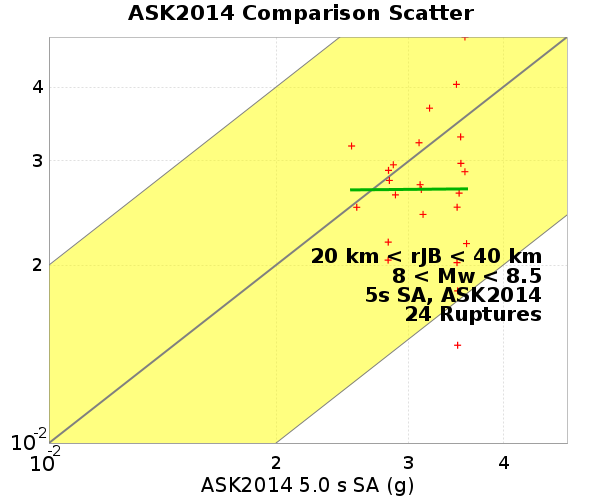 ASK2014 Comparison Scatter
4
3
2
20 km < rJB < 40 km
8 < Mw < 8.5
5s SA, ASK2014
24 Ruptures
10-2
10-2
2
3
4
ASK2014 5.0 s SA (g)